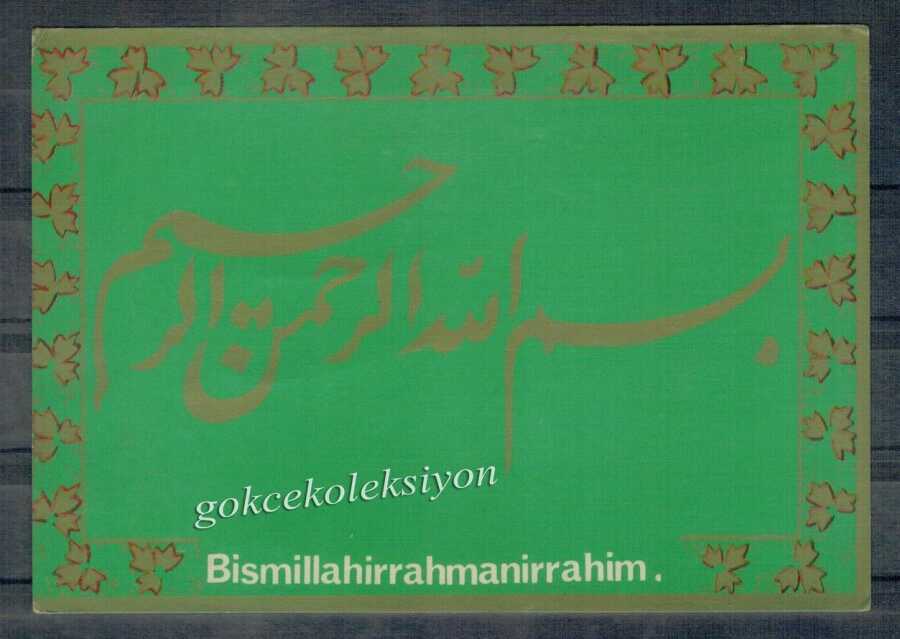 بسم الله الرحمن الرحيم
gokcekoleksiyon
Bismillahirrahmanirrahim.